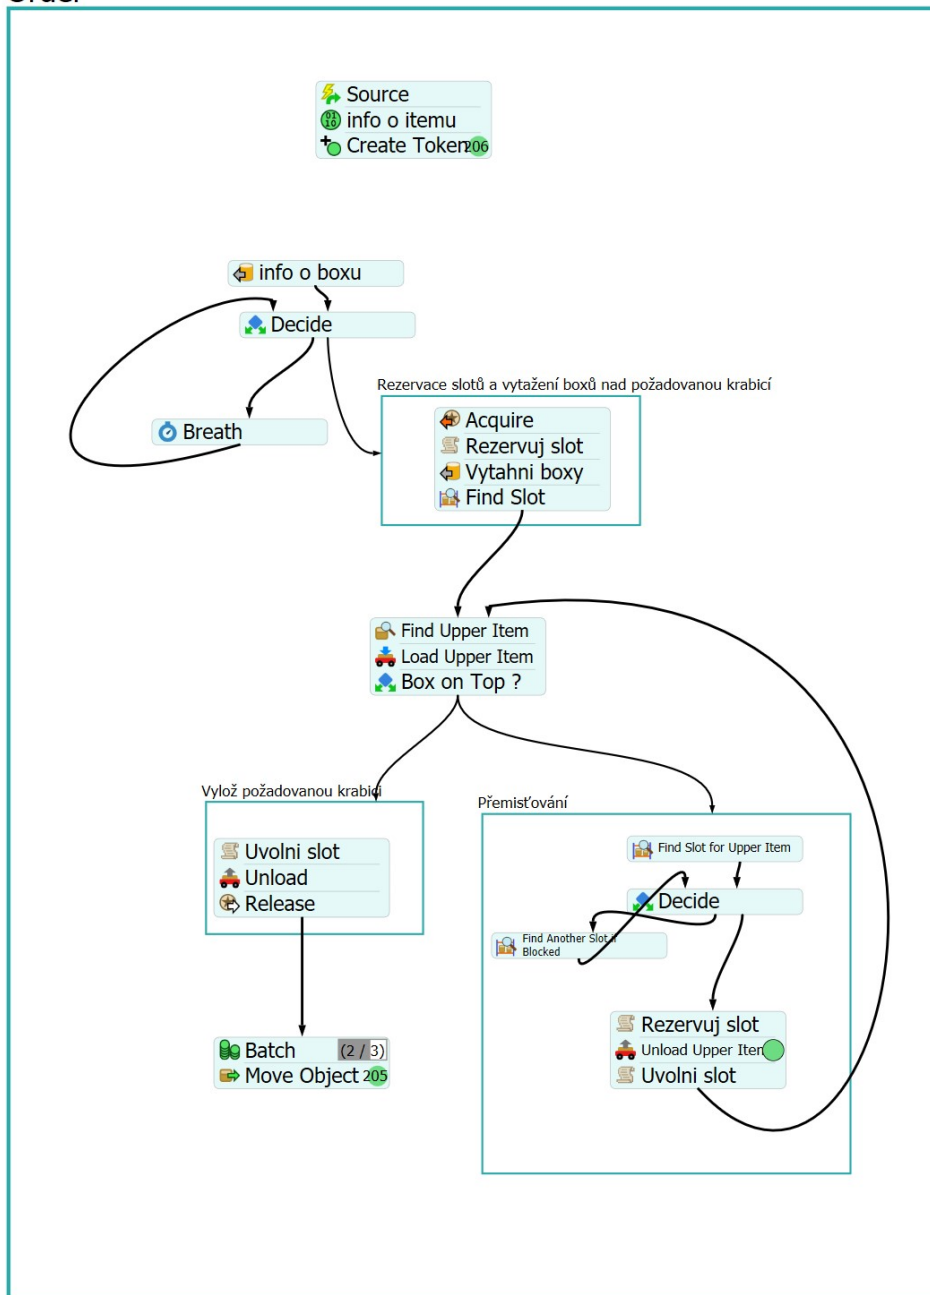 Source
info o itemu
Create Token 206
info o boxu
Decide
Breath
Rezervace slotů a vytažení boxů nad požadovanou krabicí
Acquire
Rezervuj slot
Vytahni boxy
Find Slot
Find Upper Item
Load Upper Item
Box on Top ?
Vylož požadovanou krabici
Uvolni slot
Unload
Release
Batch (2 / 3)
Move Object 205
Přemisťování
Find Slot for Upper Item
Decide
Find Another Slot if
Blocked
Rezervuj slot
Unload Upper Item
Uvolni slot